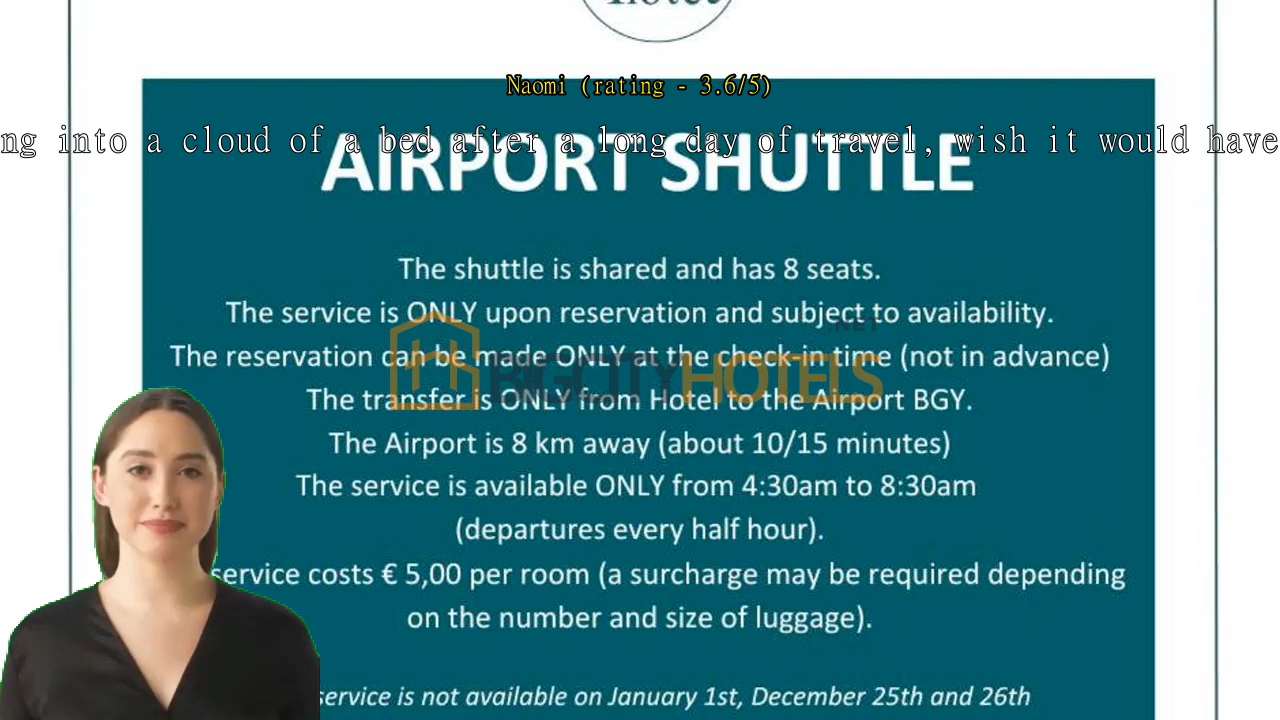 hotel
Naomi (rating - 3.6/5)
ng into a cloud of a bed after a long day of travel, wish it would have
AIRPORT SHUTTLE
The shuttle is shared and has 8 seats.
The service is ONLY upon reservation and subject to availability.
.NET
The reservation can be made ONLY at the check-in time (not in advance)
BIGCITYHOTELS
The transfer is ONLY from Hotel to the Airport BGY.
The Airport is 8 km away (about 10/15 minutes)
The service is available ONLY from 4:30am to 8:30am
(departures every half hour).
service costs € 5,00 per room (a surcharge may be required depending
on the number and size of luggage).
service is not available on January 1st, December 25th and 26th